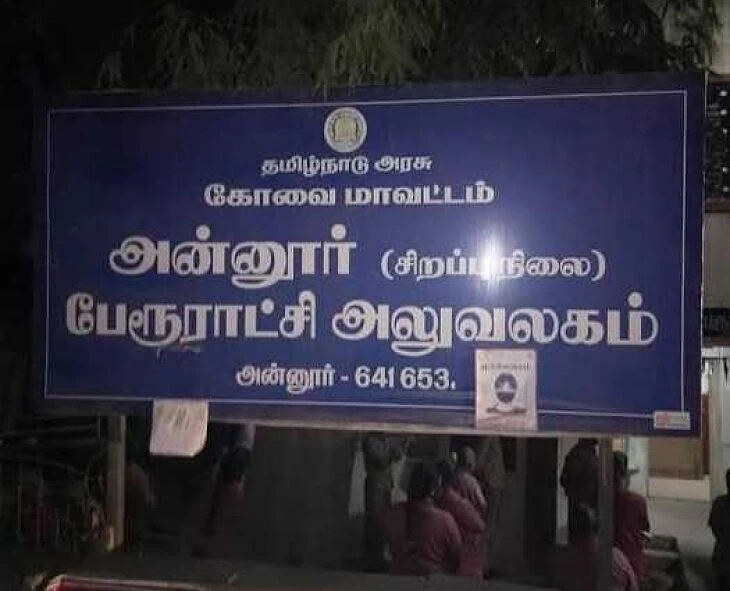 தமிழ்நாடு அரசு
கோவை மாவட்டம்
அன்னூர் (சிறப்புநிலை)
பேரூராட்சி அலுவலகம்
அன்னூர் - 641 653.